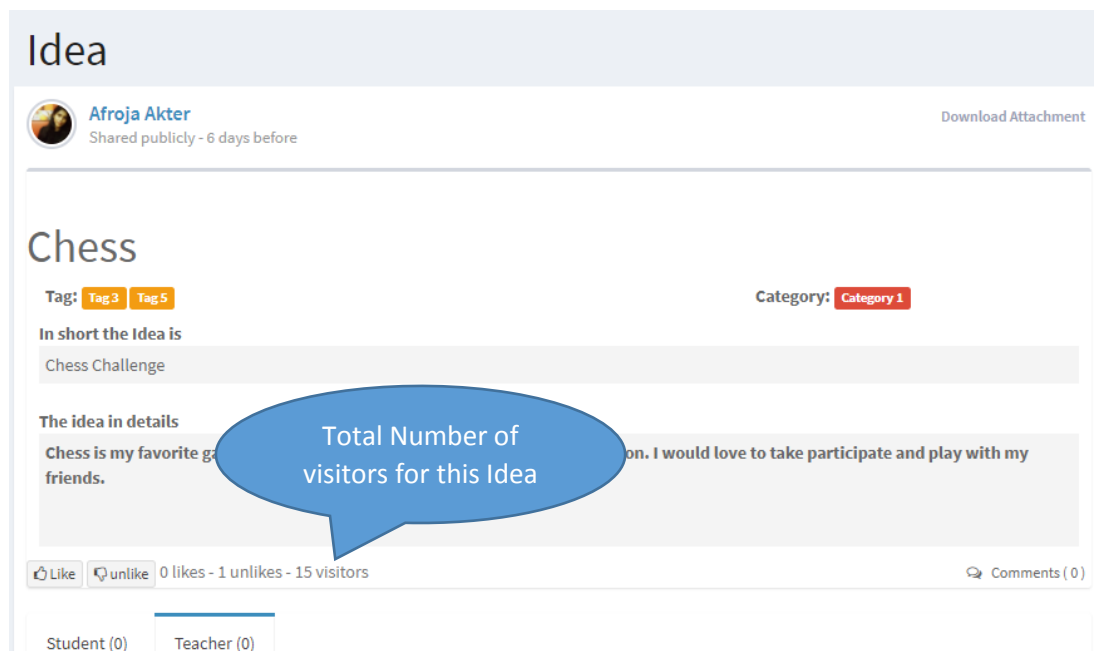 Idea
Afroja Akter
Shared publicly - 6 days before
Download Attachment
Chess
Tag: Tag 3 Tag 5
Category: Category 1
In short the Idea is
Chess Challenge
The idea in details
Chess is my favorite on. I would love to take participate and play with my
friends.
Total Number of
visitors for this Idea
Like unlike 0 likes - 1 unlikes - 15 visitors
Comments ( 0 )
Student (0) Teacher (0)